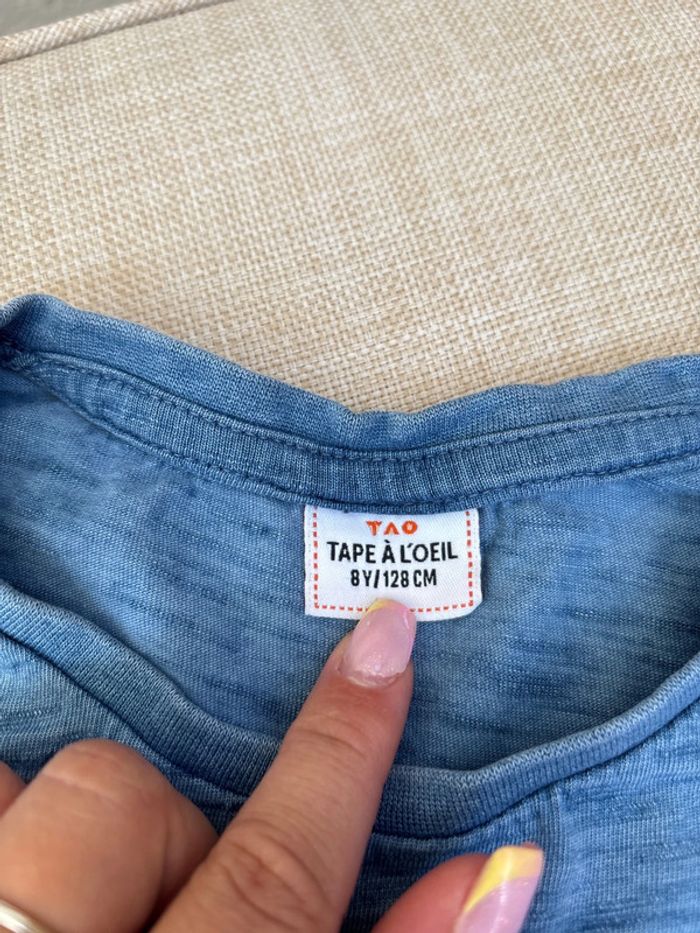 TAO
TAPE À L'OEIL
8Y/128 CM